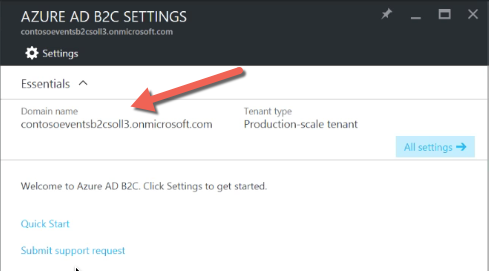 AZURE AD B2C SETTINGS
contosoeventsb2csoll3.onmicrosoft.com
Settings
Essentials
Domain name
contosoeventsb2csoll3.onmicrosoft.com
Tenant type
Production-scale tenant
All settings
Welcome to Azure AD B2C. Click Settings to get started.
Quick Start
Submit support request